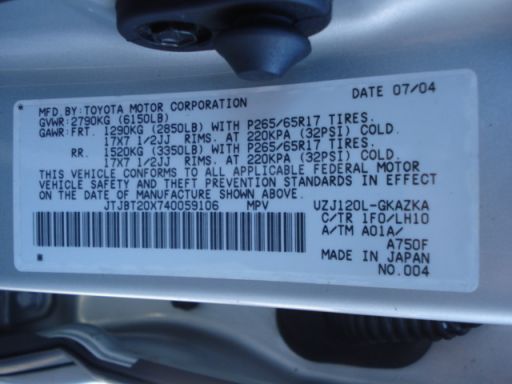 DATE 07/04
MFD.BY:TOYOTA MOTOR CORPORATION
GVWR:2790KG (6150LB)
GAWR:FRT. 1290KG (2850LB) WITH P265/65R17 TIRES.
17X7 1/2JJ RIMS. AT 220KPA (32PSI) COLD.
RR. 1520KG (3350LB) WITH P265/65R17 TIRES.
17X7 1/2JJ RIMS. AT 220KPA (32PSI) COLD.
THIS VEHICLE CONFORMS TO ALL APPLICABLE FEDERAL MOTOR
VEHICLE SAFETY AND THEFT PREVENTION STANDARDS IN EFFECT
ON THE DATE OF MANUFACTURE SHOWN ABOVE.
JTJBT20X740059106 MPV UZJ120L-GKAZKA
C/TR 1F0/LH10
A/TM A01A/
A750F
MADE IN JAPAN
NO.004